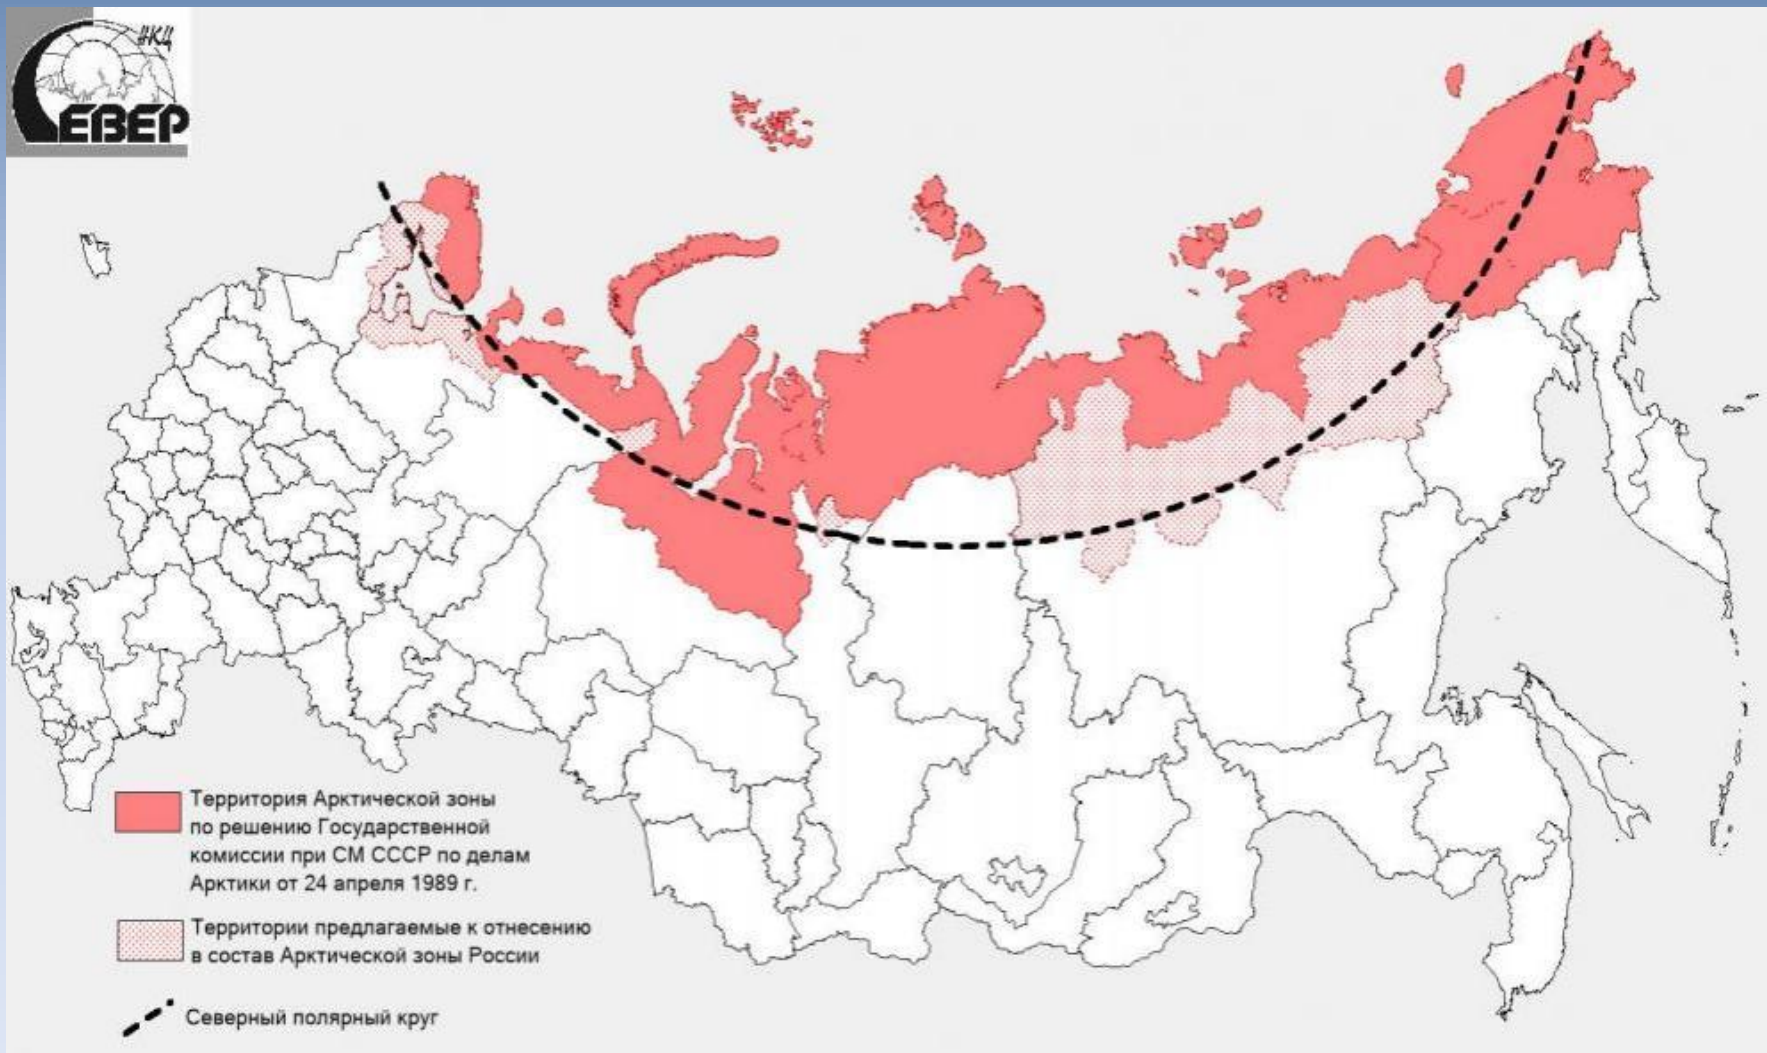 НКЦ
СЕВЕР
Территория Арктической зоны
по решению Государственной
комиссии при СМ СССР по делам
Арктики от 24 апреля 1989 г.
Территории предлагаемые к отнесению
в состав Арктической зоны России
Северный полярный круг